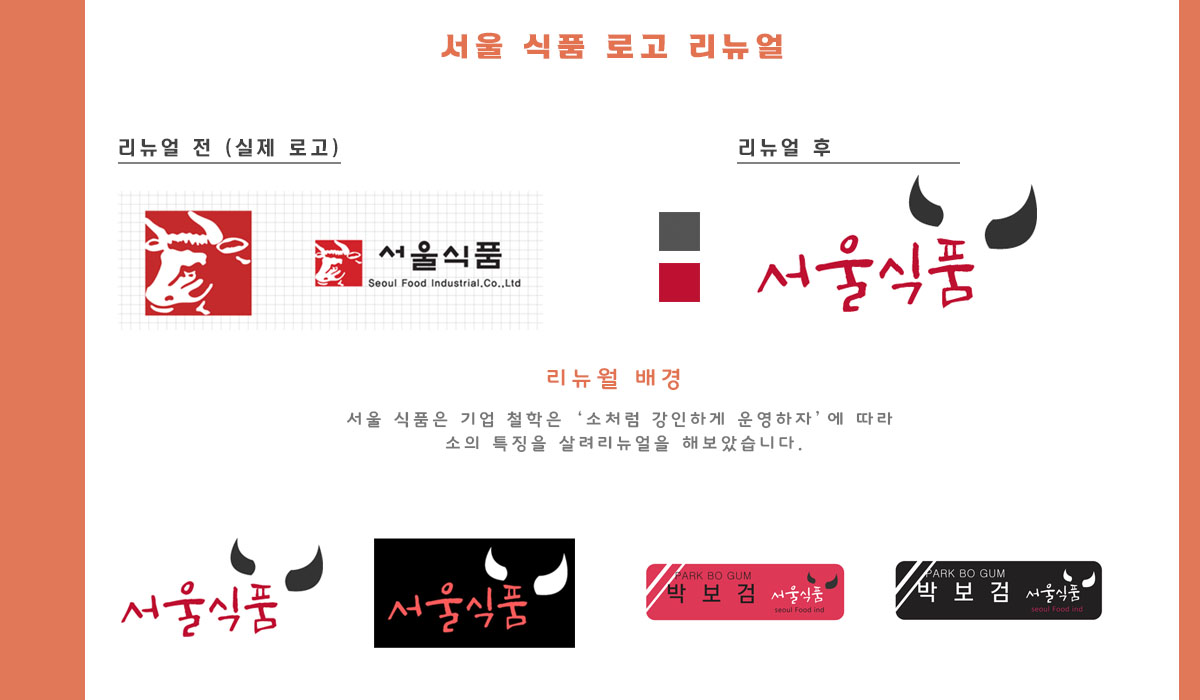 서울 식품 로고 리뉴얼
리뉴얼 전 (실제 로고)
리뉴얼 후
서울식품
Seoul Food Industrial,Co.,Ltd
서울식품
리뉴월 배경
서울 식품은 기업 철학은 ‘소처럼 강인하게 운영하자’에 따라
소의 특징을 살려리뉴얼을 해보았습니다.
서울식품
서울식품
PARK BO GUM
박 보 검
서울식품
seoul Food ind
PARK BO GUM
박 보 검
서울식품
seoul Food ind